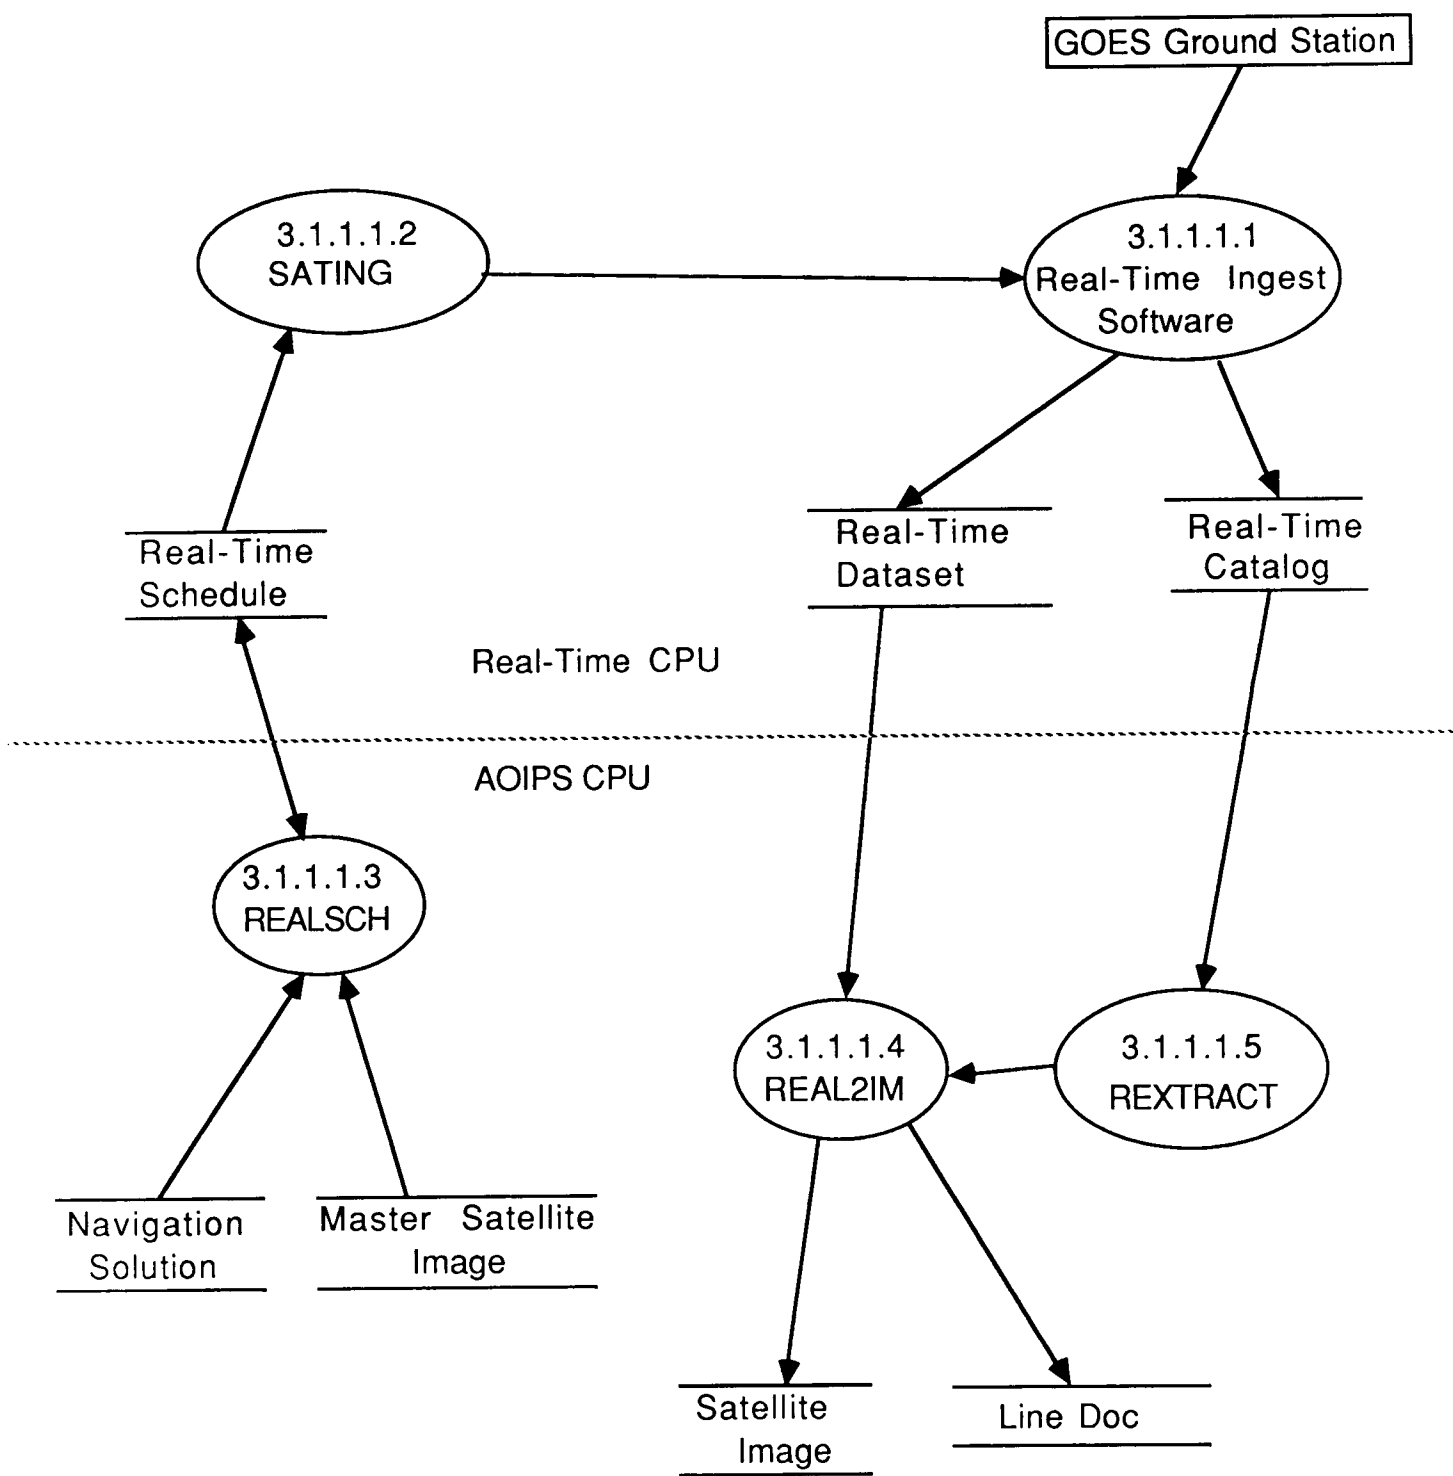 GOES Ground Station
3.1.1.1.2
SATING
3.1.1.1.1
Real-Time Ingest
Software
Real-Time
Schedule
Real-Time
Dataset
Real-Time
Catalog
Real-Time CPU
AOIPS CPU
3.1.1.1.3
REALSCH
3.1.1.1.4
REAL2IM
3.1.1.1.5
REXTRACT
Navigation
Solution
Master Satellite
Image
Satellite
Image
Line Doc